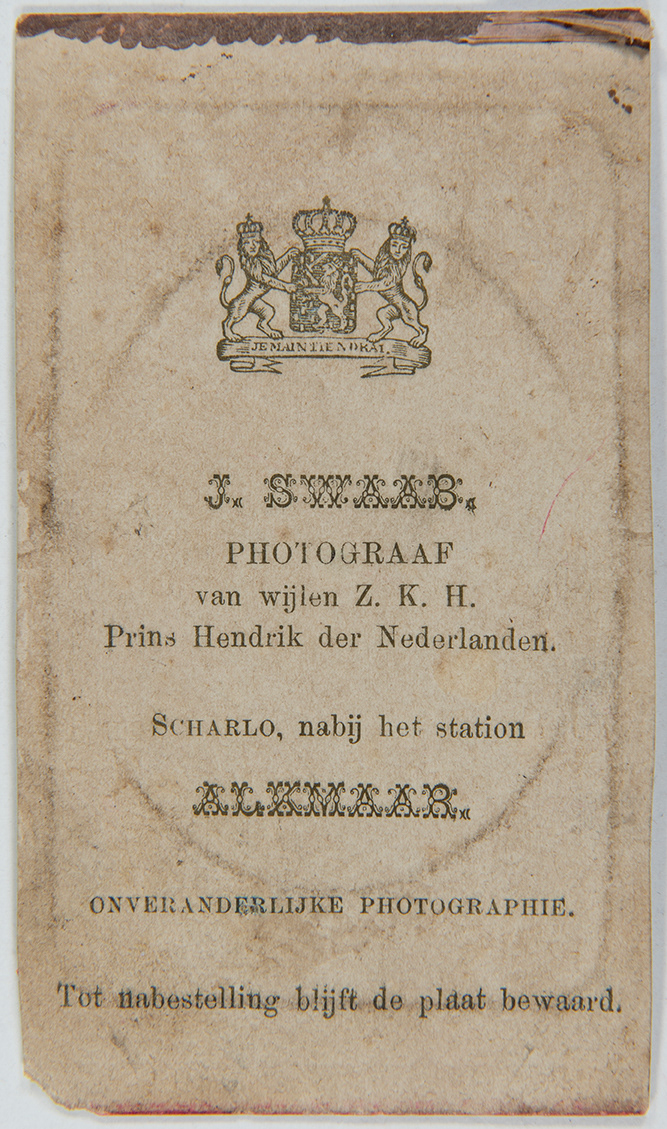 JE MAINTIENDRAI.
J. SWAAB.
PHOTOGRAAF
van wijlen Z. K. H.
Prins Hendrik der Nederlanden.
SCHARLO, nabij het station
ALKMAAR.
ONVERANDERLIJKE PHOTOGRAPHIE.
Tot nabestelling blijft de plaat bewaard.